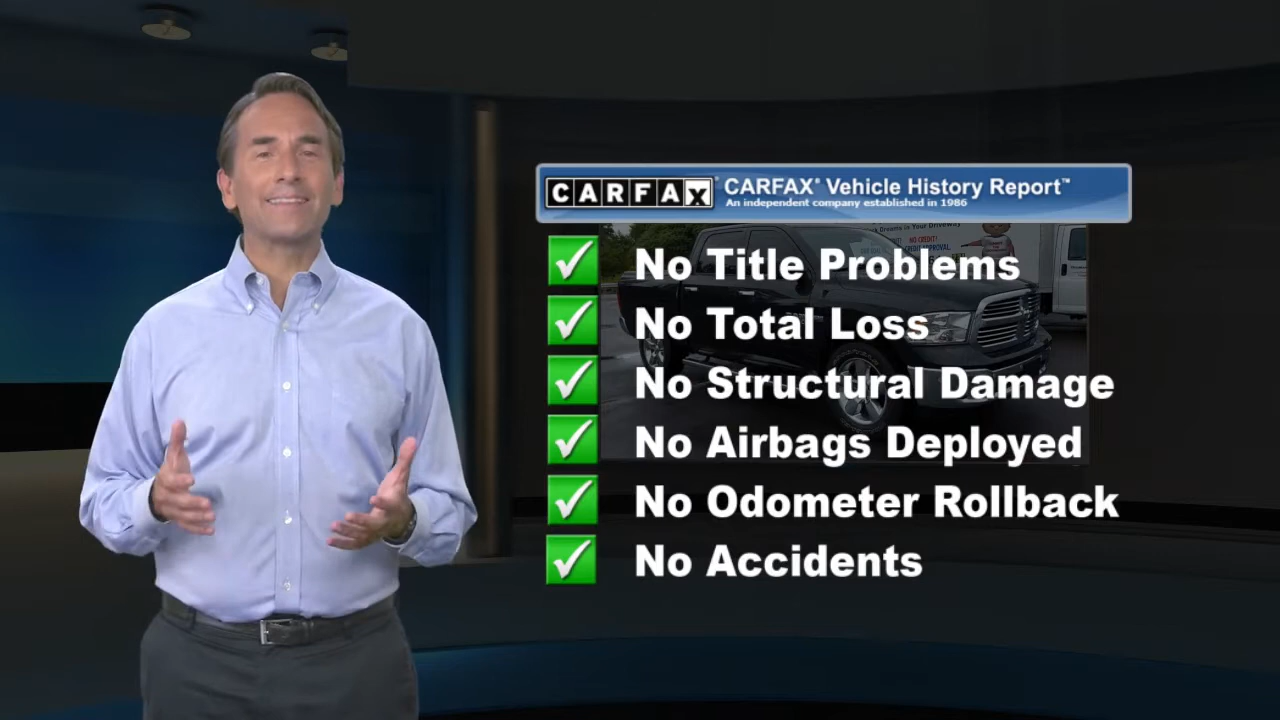 CARFAX® CARFAX® Vehicle History Report™
An independent company established in 1986
No Title Problems
No Total Loss
No Structural Damage
No Airbags Deployed
No Odometer Rollback
No Accidents